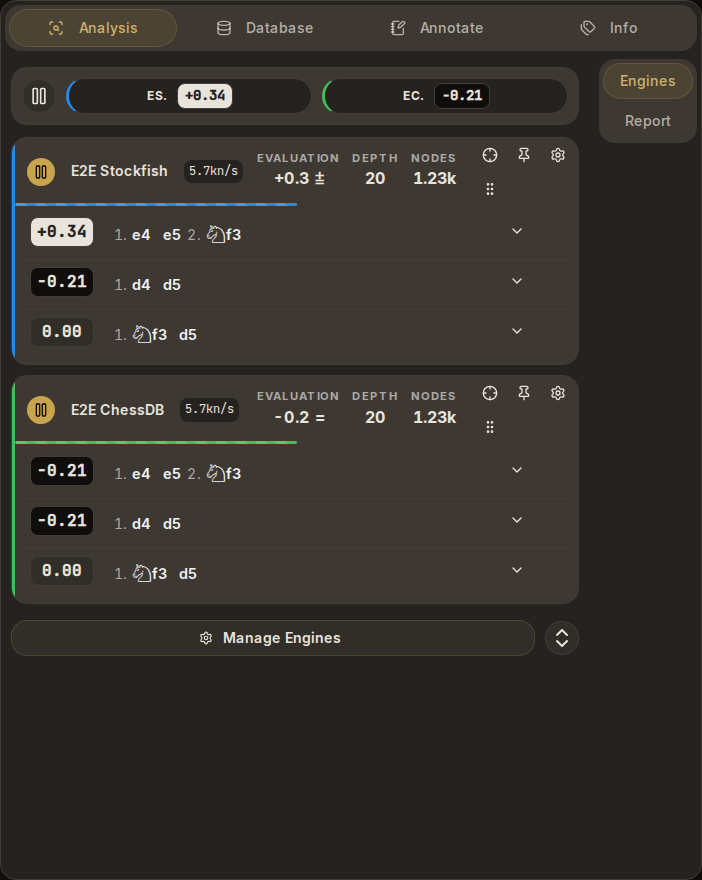 Analysis Database Annotate Info
ES. +0.34 EC. -0.21
Engines
Report
E2E Stockfish 5.7kn/s EVALUATION DEPTH NODES
+0.3 ± 20 1.23k
+0.34 1. e4 e5 2. ♘f3
-0.21 1. d4 d5
0.00 1. ♘f3 d5
E2E ChessDB 5.7kn/s EVALUATION DEPTH NODES
-0.2 = 20 1.23k
-0.21 1. e4 e5 2. ♘f3
-0.21 1. d4 d5
0.00 1. ♘f3 d5
Manage Engines